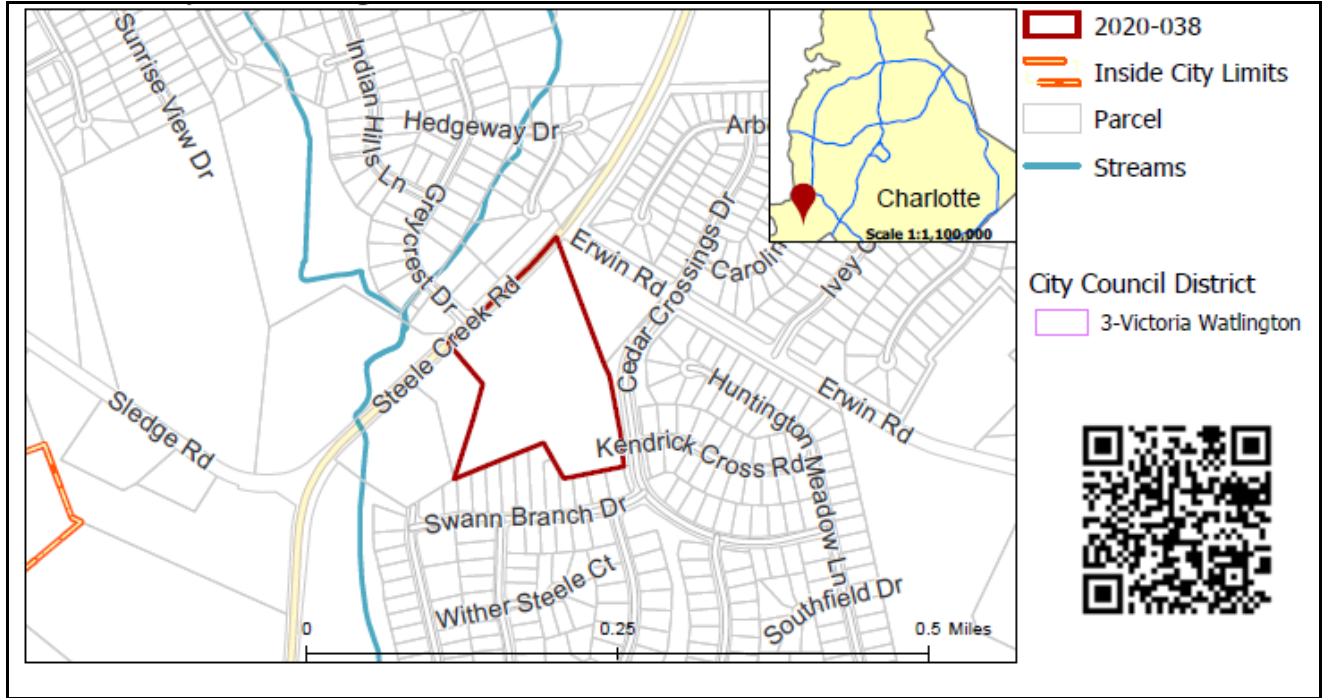 Sunrise View Dr
Indian Hills Ln
Hedgeway Dr
Greycrest Dr
Steele Creek Rd
Sledge Rd
Erwin Rd
Cedar Crossings Dr
Carolin
Arb
Ivey
Huntington Meadow Ln
Erwin Rd
Kendrick Cross Rd
Swann Branch Dr
Wither Steele Ct
Southfield Dr
0
0.25
0.5 Miles
Charlotte
Scale 1:1,100,000
2020-038
Inside City Limits
Parcel
Streams
City Council District
3-Victoria Watlington